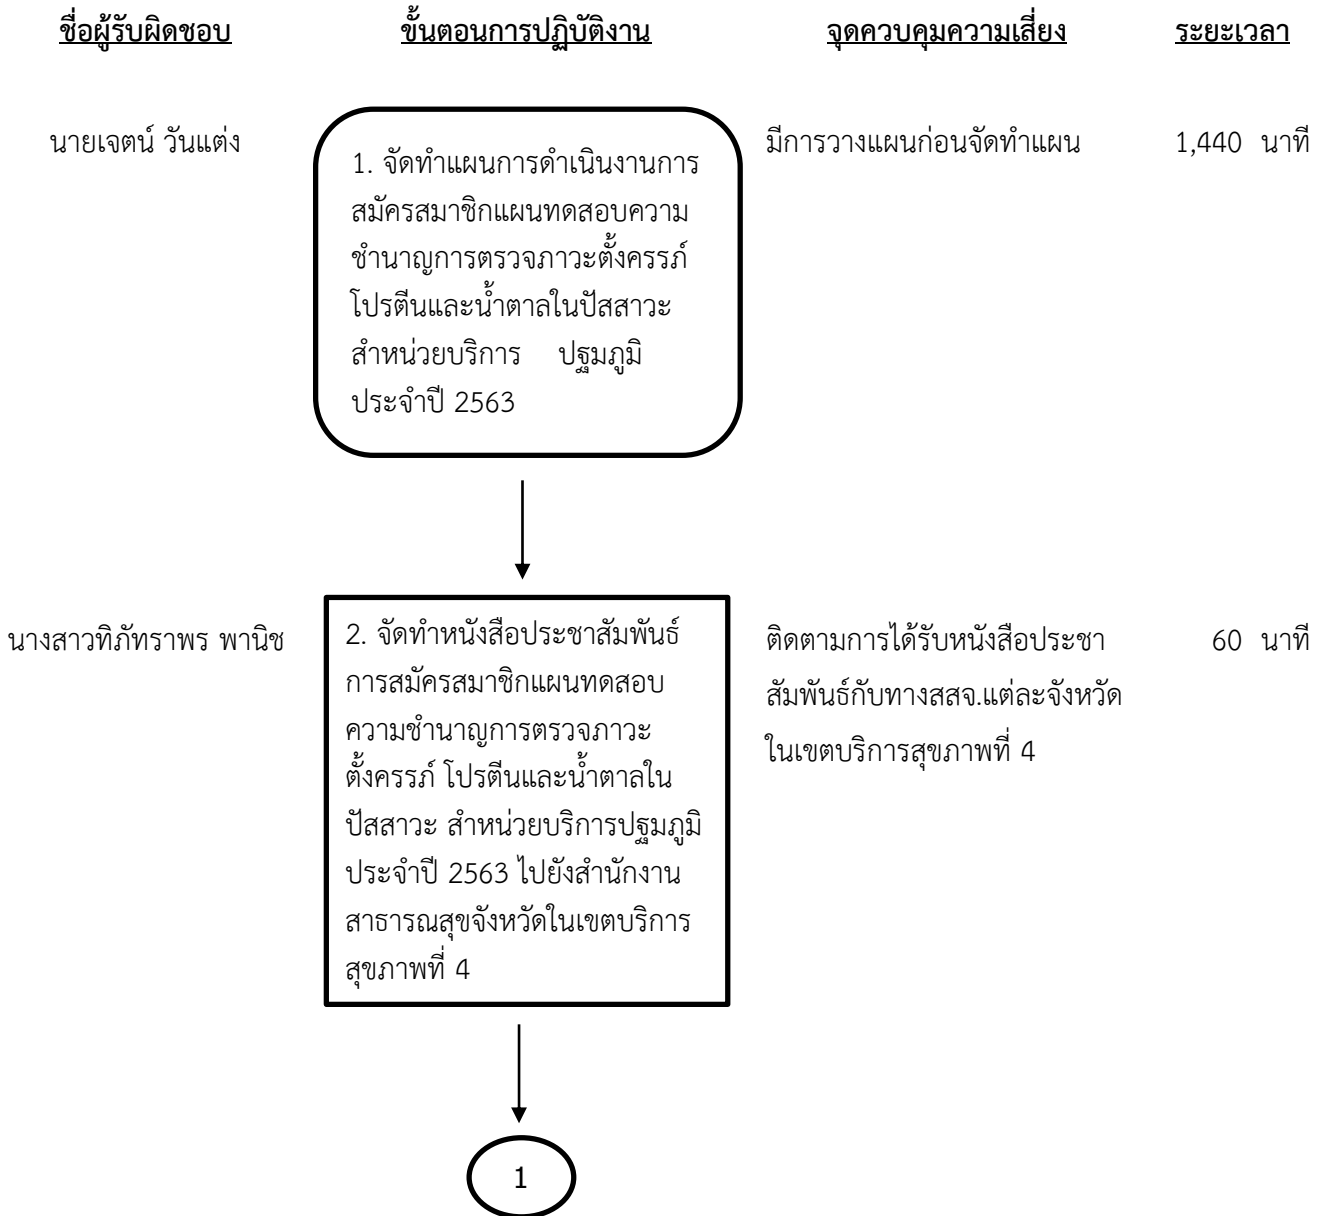 ชื่อผู้รับผิดชอบ ขั้นตอนการปฏิบัติงาน จุดควบคุมความเสี่ยง ระยะเวลา
นายเจตน์ วันแต่ง
1. จัดทำแผนการดำเนินงานการ
สมัครสมาชิกแผนทดสอบความ
ชำนาญการตรวจภาวะตั้งครรภ์
โปรตีนและน้ำตาลในปัสสาวะ
สำหน่วยบริการ ปฐมภูมิ
ประจำปี 2563
มีการวางแผนก่อนจัดทำแผน
1,440 นาที
นางสาวทิภัทราพร พานิช
2. จัดทำหนังสือประชาสัมพันธ์
การสมัครสมาชิกแผนทดสอบ
ความชำนาญการตรวจภาวะ
ตั้งครรภ์ โปรตีนและน้ำตาลใน
ปัสสาวะ สำหน่วยบริการปฐมภูมิ
ประจำปี 2563 ไปยังสำนักงาน
สาธารณสุขจังหวัดในเขตบริการ
สุขภาพที่ 4
ติดตามการได้รับหนังสือประชา
สัมพันธ์กับทางสสจ.แต่ละจังหวัด
ในเขตบริการสุขภาพที่ 4
60 นาที
1